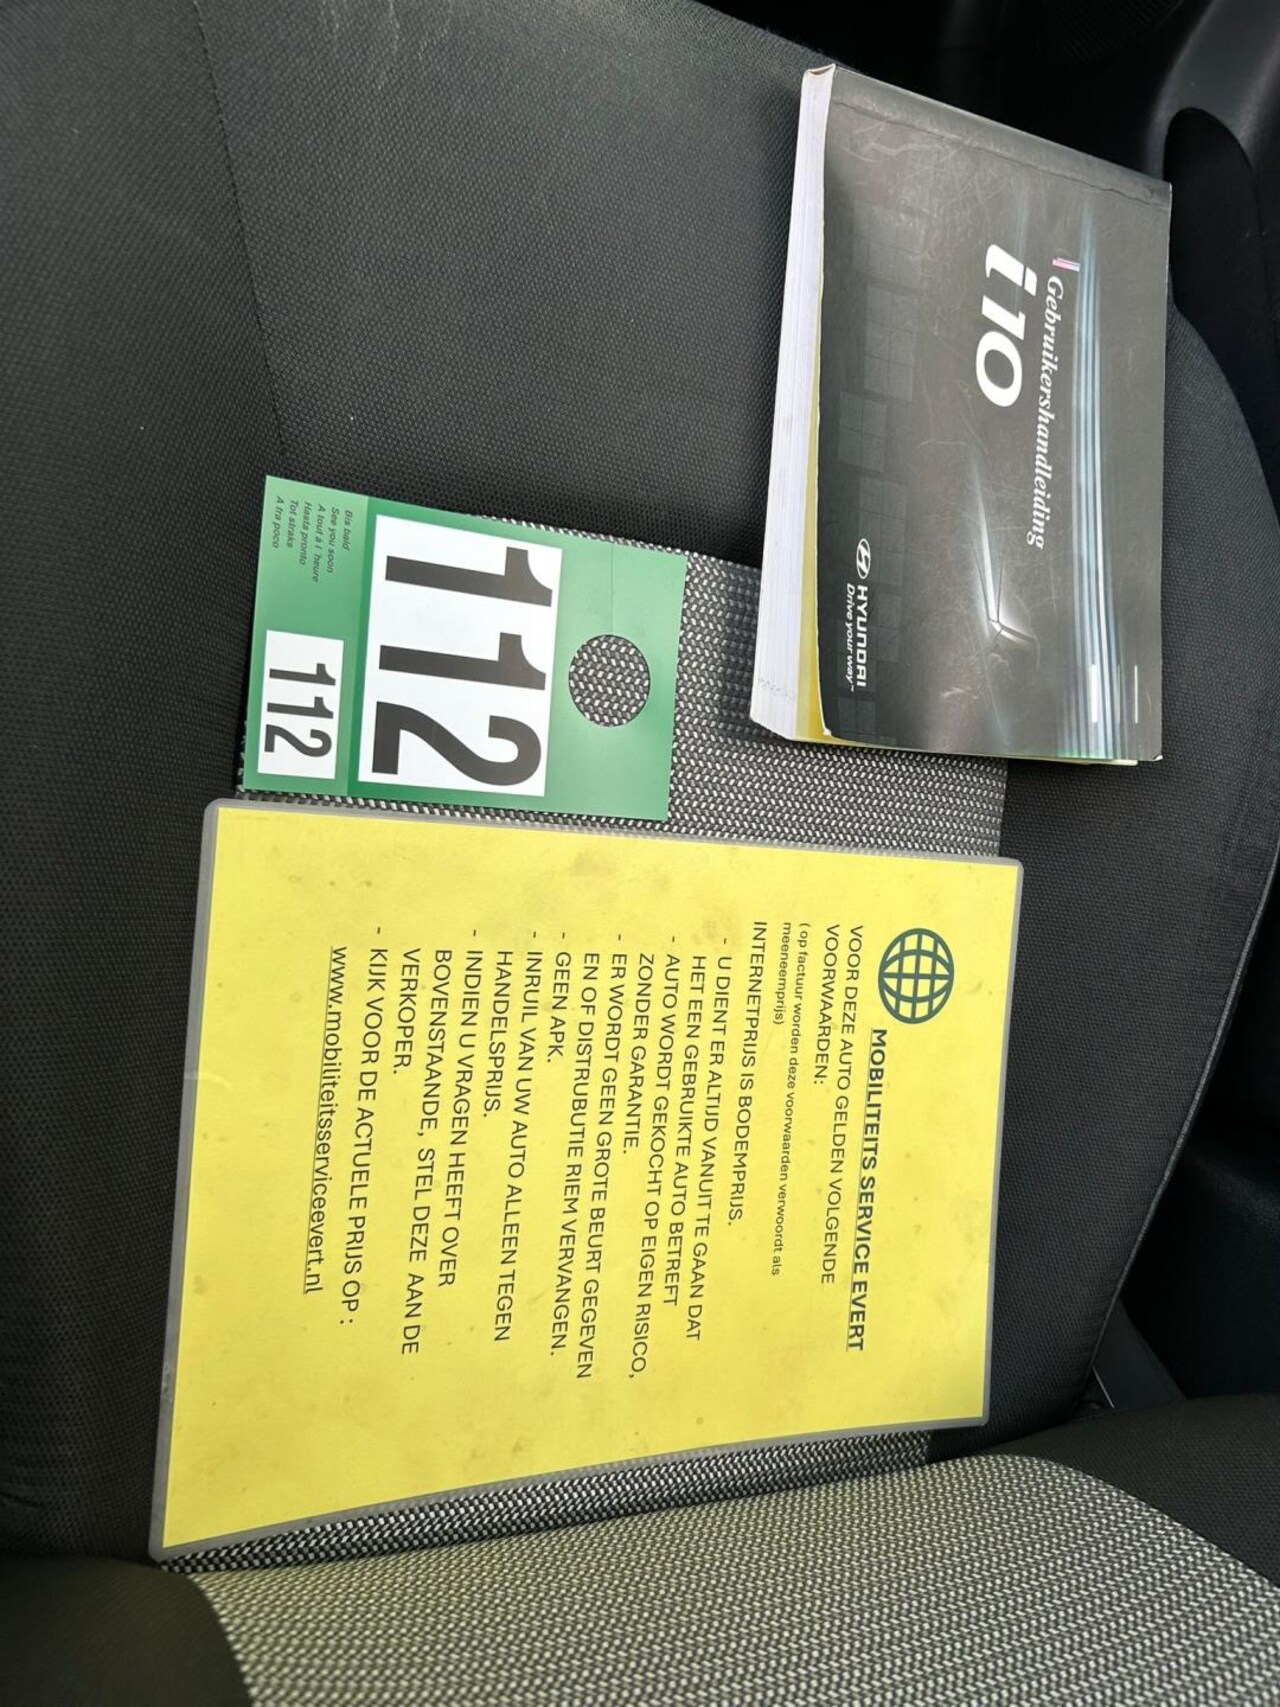 Gebruikershandleiding
i10
HYUNDAI
Drive your way™
112
Bis bald
See you soon
A tout à l´heure
Hasta pronto
Tot straks
A fra poco
112
MOBILITEITS SERVICE EVERT
VOOR DEZE AUTO GELDEN VOLGENDE
VOORWAARDEN:
( op factuur worden deze voorwaarden verwoordt als
meeneemprijs)
INTERNETPRIJS IS BODEMPRIJS.
- U DIENT ER ALTIJD VANUIT TE GAAN DAT
HET EEN GEBRUIKTE AUTO BETREFT
- AUTO WORDT GEKOCHT OP EIGEN RISICO,
ZONDER GARANTIE.
- ER WORDT GEEN GROTE BEURT GEGEVEN
EN OF DISTRUBUTIE RIEM VERVANGEN.
- GEEN APK.
- INRUIL VAN UW AUTO ALLEEN TEGEN
HANDELSPRIJS.
- INDIEN U VRAGEN HEEFT OVER
BOVENSTAANDE, STEL DEZE AAN DE
VERKOPER.
- KIJK VOOR DE ACTUELE PRIJS OP :
www.mobiliteitsserviceevert.nl